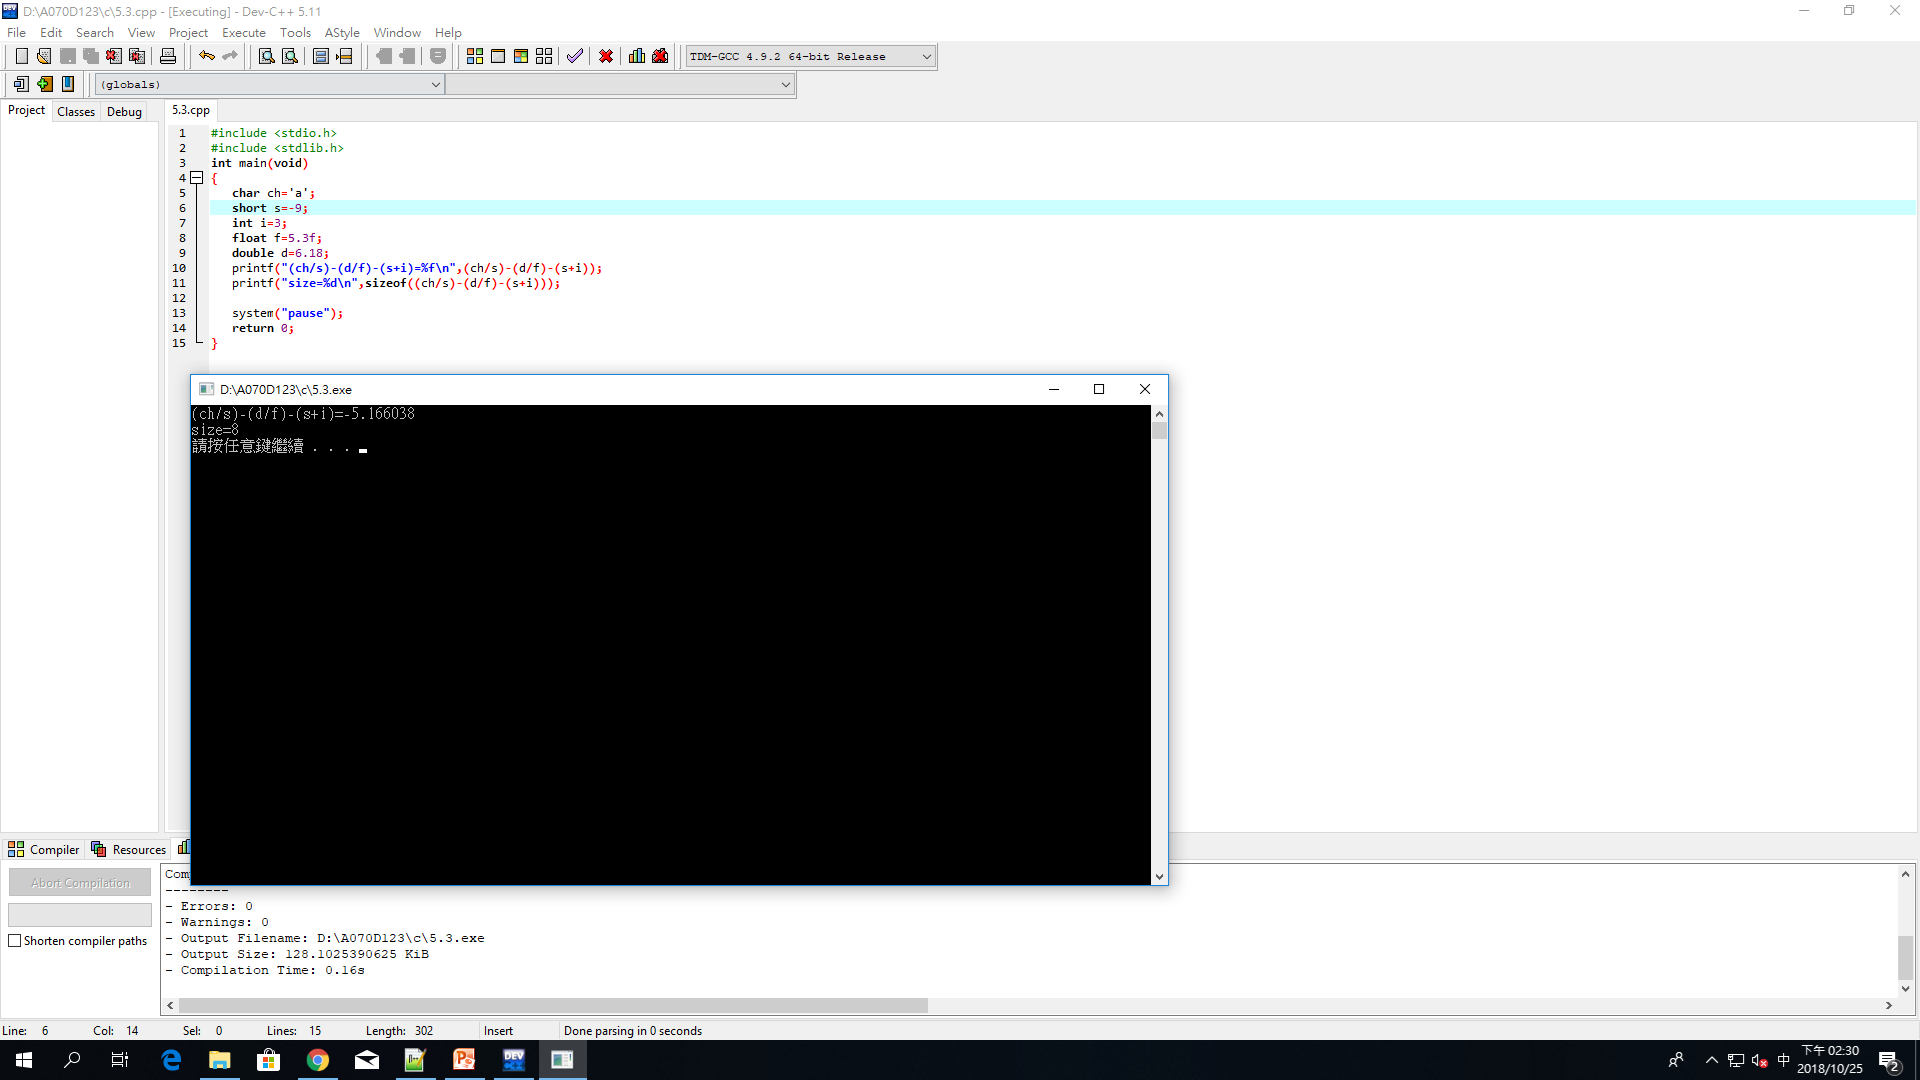 D:\A070D123\c\5.3.cpp - [Executing] - Dev-C++ 5.11
File Edit Search View Project Execute Tools AStyle Window Help
TDM-GCC 4.9.2 64-bit Release
(globals)
Project Classes Debug 5.3.cpp
1 #include <stdio.h>
2 #include <stdlib.h>
3 int main(void)
4 {
5 char ch='a';
6 short s=-9;
7 int i=3;
8 float f=5.3f;
9 double d=6.18;
10 printf("(ch/s)-(d/f)-(s+i)=%f\n",(ch/s)-(d/f)-(s+i));
11 printf("size=%d\n",sizeof((ch/s)-(d/f)-(s+i)));
12
13 system("pause");
14 return 0;
15 }
D:\A070D123\c\5.3.exe
(ch/s)-(d/f)-(s+i)=-5.166038
size=8
請按任意鍵繼續 . . .
Compiler Resources
Abort Compilation
Shorten compiler paths
--------
- Errors: 0
- Warnings: 0
- Output Filename: D:\A070D123\c\5.3.exe
- Output Size: 128.1025390625 KiB
- Compilation Time: 0.16s
Line: 6 Col: 14 Sel: 0 Lines: 15 Length: 302 Insert Done parsing in 0 seconds
中
下午 02:30
2018/10/25
2